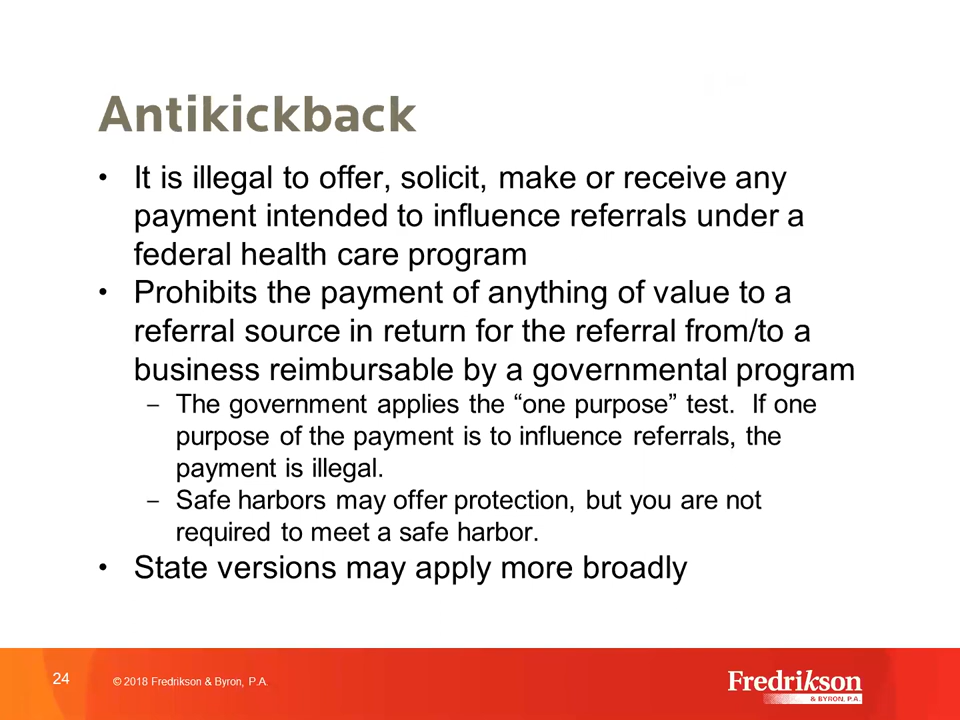 Antikickback
• It is illegal to offer, solicit, make or receive any
payment intended to influence referrals under a
federal health care program
• Prohibits the payment of anything of value to a
referral source in return for the referral from/to a
business reimbursable by a governmental program
– The government applies the “one purpose” test.  If one
purpose of the payment is to influence referrals, the
payment is illegal.
– Safe harbors may offer protection, but you are not
required to meet a safe harbor.
• State versions may apply more broadly
24
© 2018 Fredrikson & Byron, P.A.
Fredrikson
& BYRON, P.A.